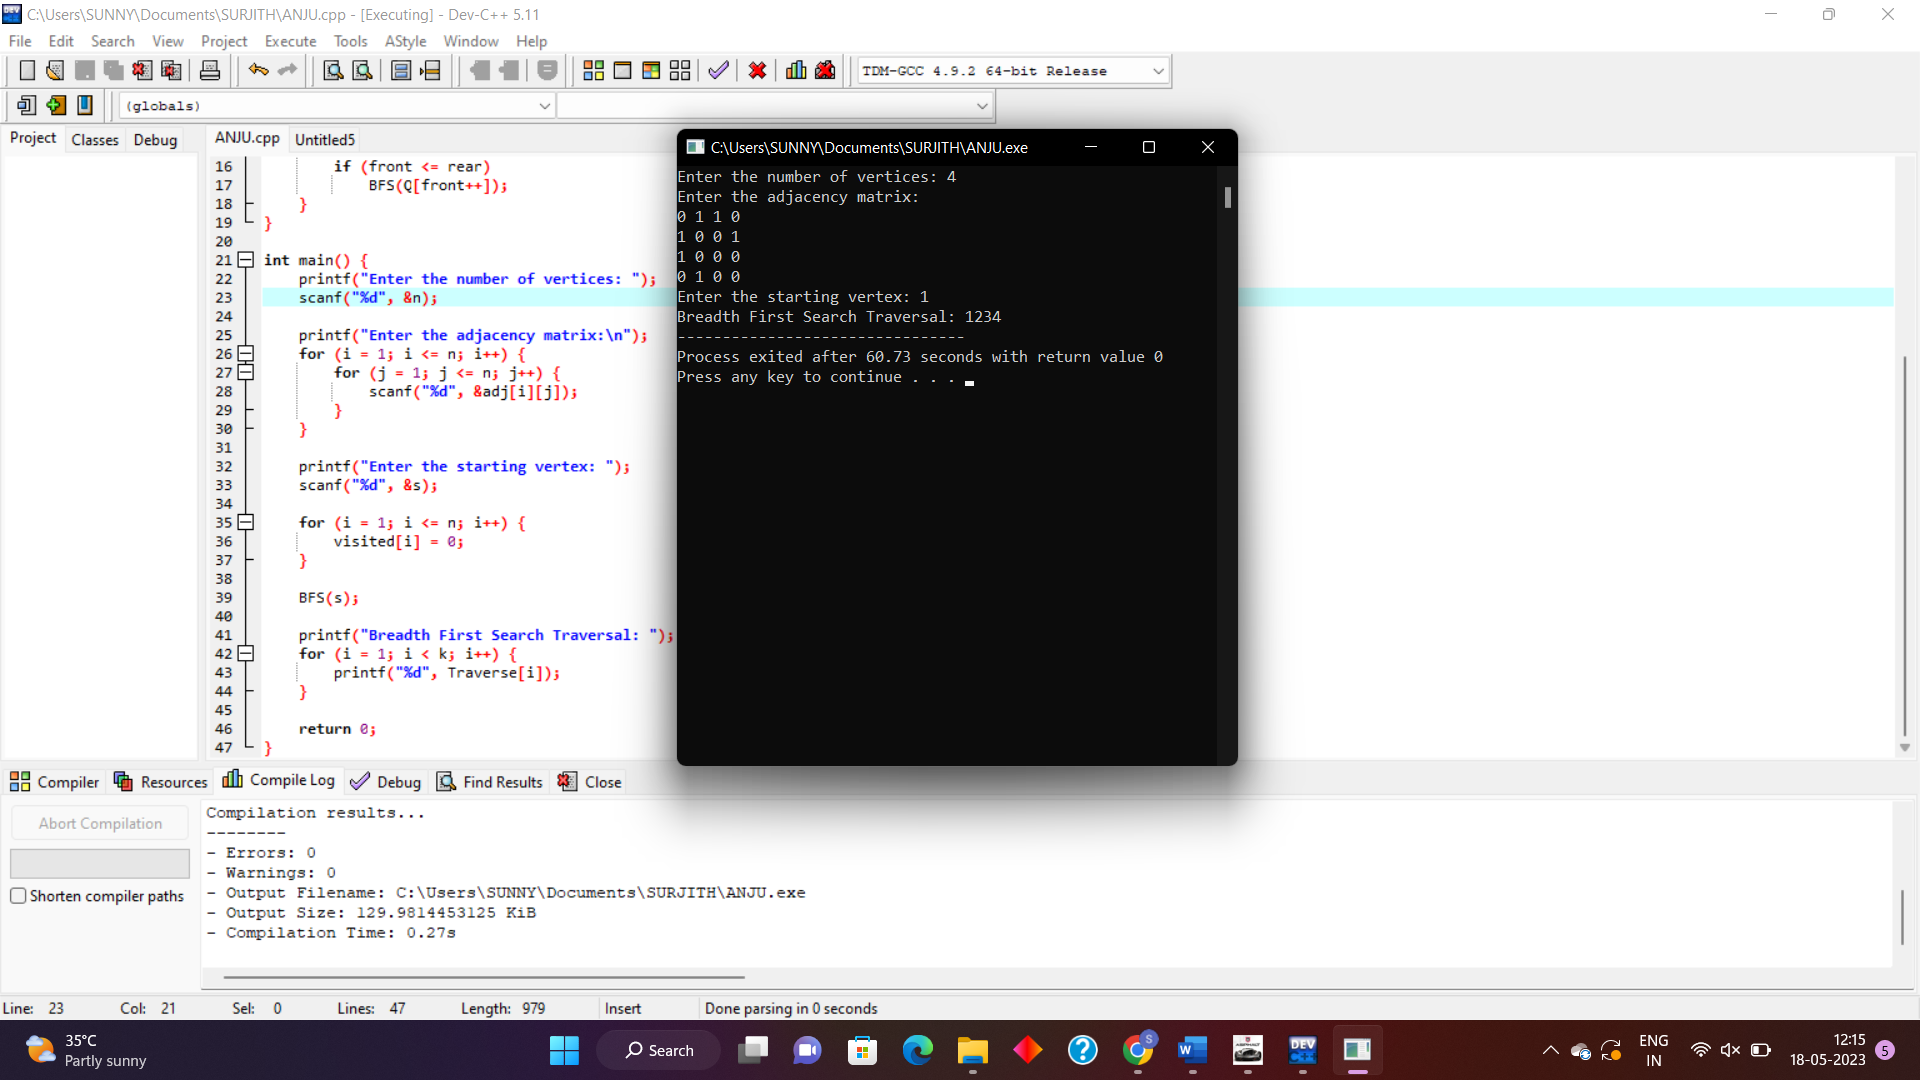 C:\Users\SUNNY\Documents\SURJITH\ANJU.cpp - [Executing] - Dev-C++ 5.11
File Edit Search View Project Execute Tools AStyle Window Help
TDM-GCC 4.9.2 64-bit Release
(globals)
Project Classes Debug
ANJU.cpp Untitled5
16 if (front <= rear)
17 BFS(Q[front++]);
18 }
19 }
20
21 int main() {
22 printf("Enter the number of vertices: ");
23 scanf("%d", &n);
24
25 printf("Enter the adjacency matrix:\n");
26 for (i = 1; i <= n; i++) {
27 for (j = 1; j <= n; j++) {
28 scanf("%d", &adj[i][j]);
29 }
30 }
31
32 printf("Enter the starting vertex: ");
33 scanf("%d", &s);
34
35 for (i = 1; i <= n; i++) {
36 visited[i] = 0;
37 }
38
39 BFS(s);
40
41 printf("Breadth First Search Traversal: ");
42 for (i = 1; i < k; i++) {
43 printf("%d", Traverse[i]);
44 }
45
46 return 0;
47 }
C:\Users\SUNNY\Documents\SURJITH\ANJU.exe
Enter the number of vertices: 4
Enter the adjacency matrix:
0 1 1 0
1 0 0 1
1 0 0 0
0 1 0 0
Enter the starting vertex: 1
Breadth First Search Traversal: 1234
--------------------------------
Process exited after 60.73 seconds with return value 0
Press any key to continue . . .
Compiler Resources Compile Log Debug Find Results Close
Abort Compilation
Shorten compiler paths
Compilation results...
--------
- Errors: 0
- Warnings: 0
- Output Filename: C:\Users\SUNNY\Documents\SURJITH\ANJU.exe
- Output Size: 129.9814453125 KiB
- Compilation Time: 0.27s
Line: 23 Col: 21 Sel: 0 Lines: 47 Length: 979 Insert Done parsing in 0 seconds
35°C
Partly sunny
Search
S
W
ASPHALT
DEV
C++
ENG
IN
12:15
18-05-2023
5